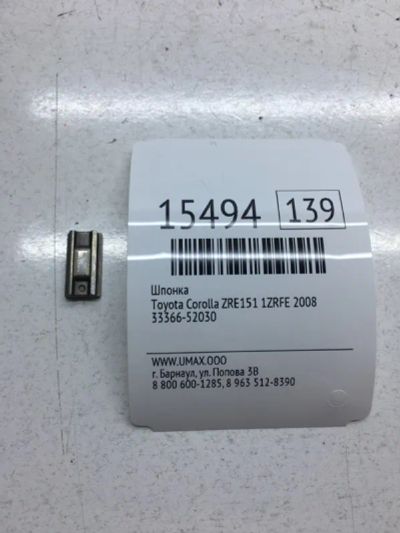 15494 139
Шпонка
Toyota Corolla ZRE151 1ZRFE 2008
33366-52030
WWW.UMAX.OOO
г. Барнаул, ул. Попова 3В
8 800 600-1285, 8 963 512-8390